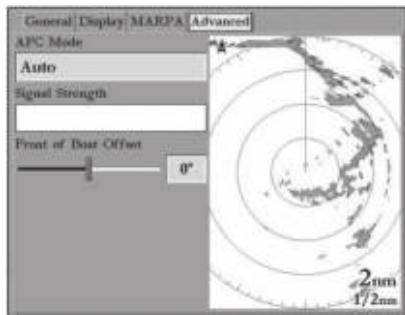 General Display MARPA Advanced
AFC Mode
Auto
Signal Strength
Front of Boat Offset
0°
2nm
1/2nm